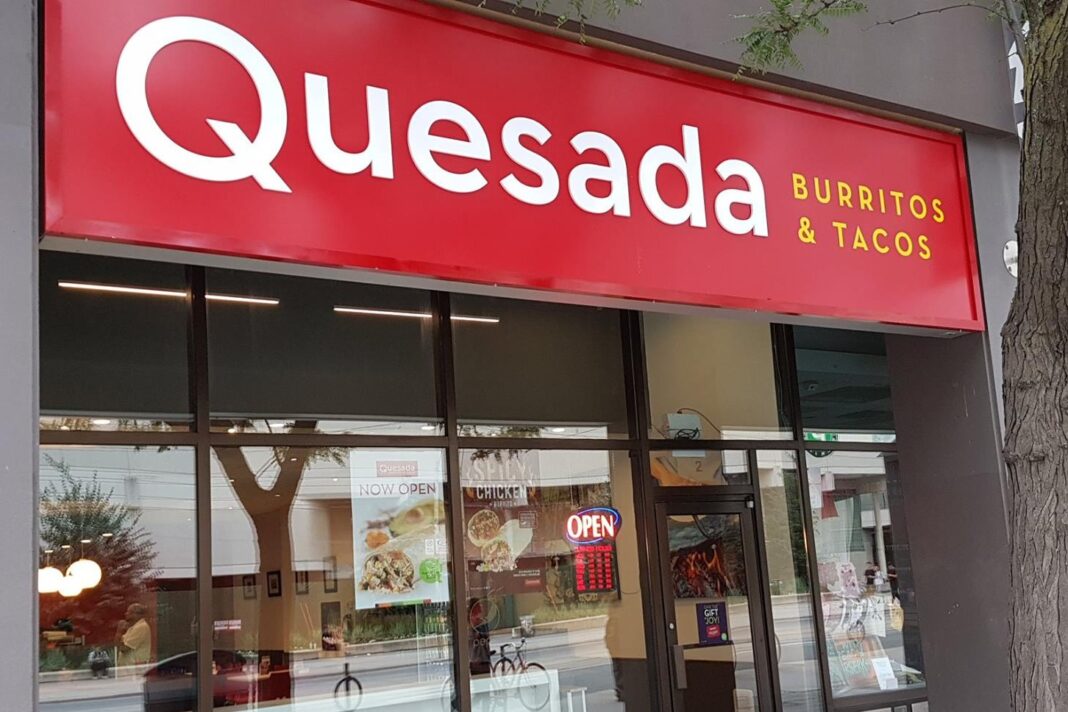 Quesada
BURRITOS
& TACOS
Quesada
NOW OPEN
CHICKEN
OPEN
GIFT
JOY!